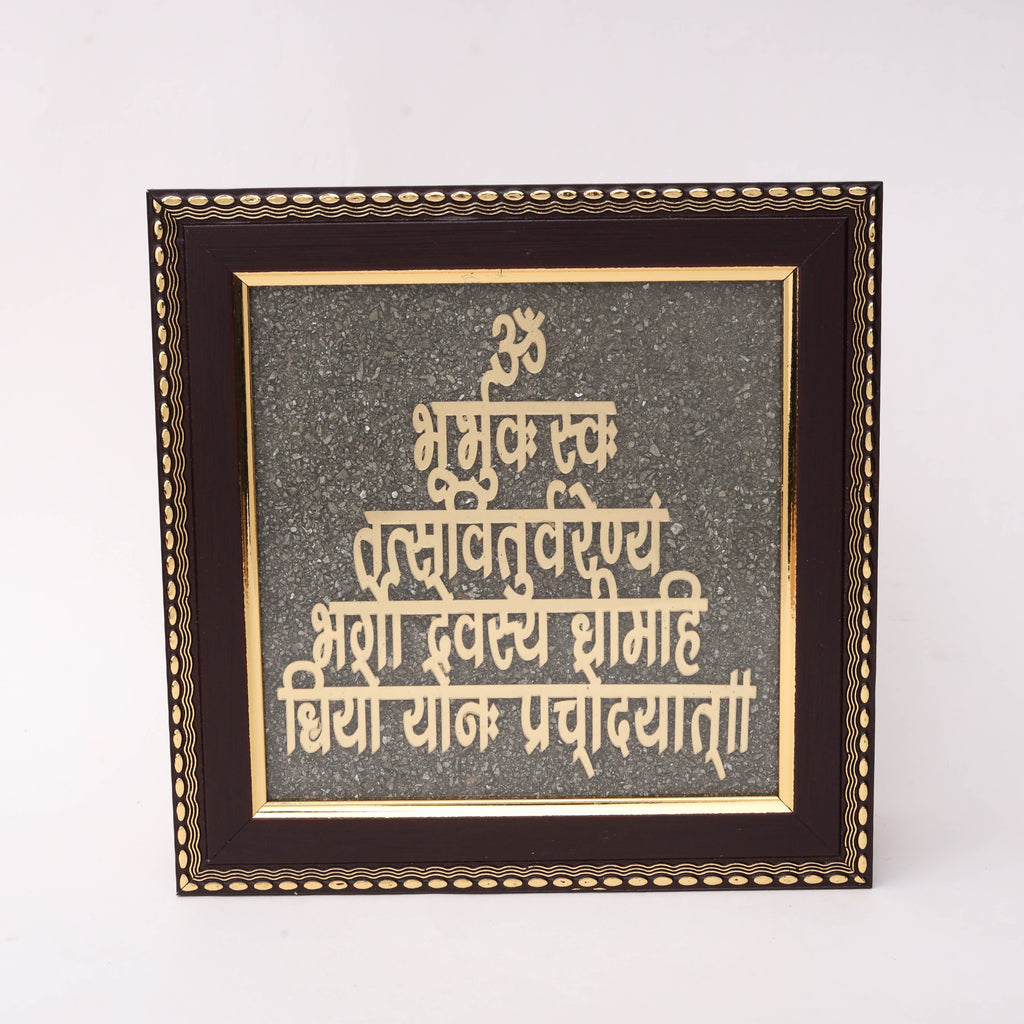 ॐ
भूर्भुवः स्वः
तत्सवितुर्वरेण्यं
भर्गो देवस्य धीमहि
धियो योनः प्रचोदयात्॥